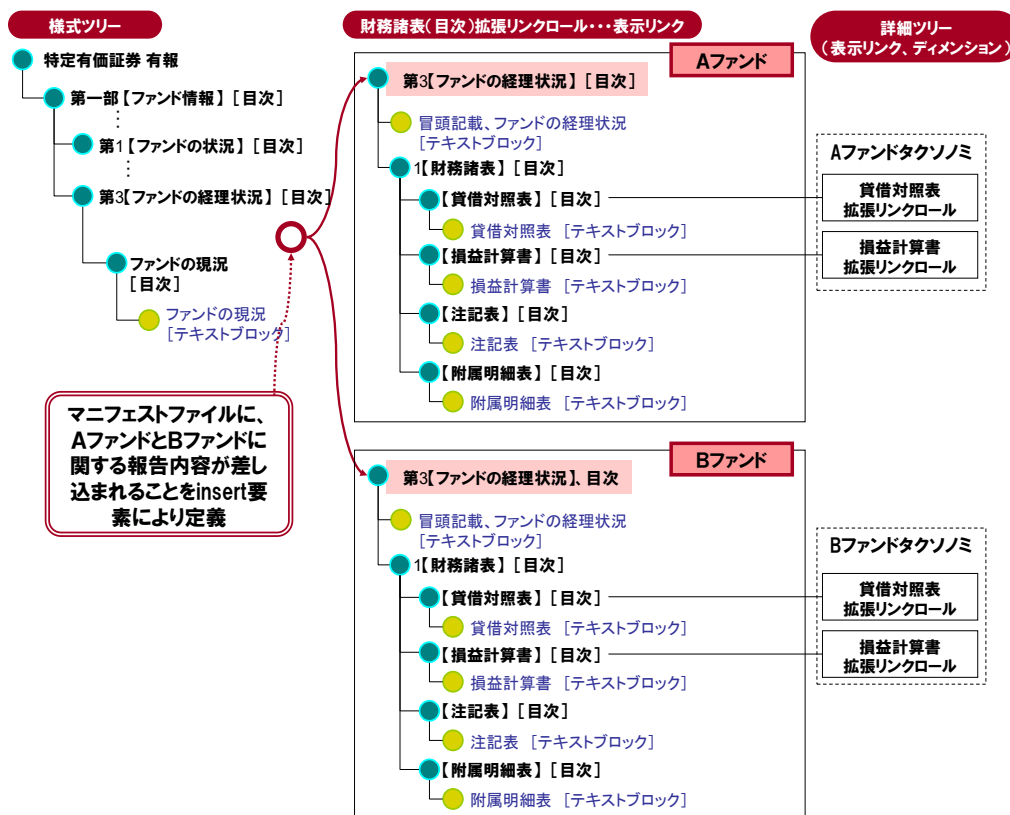 様式ツリー
特定有価証券 有報
第一部【ファンド情報】 [目次]
⋮
第1【ファンドの状況】 [目次]
⋮
第3【ファンドの経理状況】 [目次]
ファンドの現況
[目次]
ファンドの現況
[テキストブロック]
マニフェストファイルに、
AファンドとBファンドに
関する報告内容が差し
込まれることをinsert要
素により定義
財務諸表(目次)拡張リンクロール・・・表示リンク
Aファンド
第3【ファンドの経理状況】 [目次]
冒頭記載、ファンドの経理状況
[テキストブロック]
1【財務諸表】 [目次]
【貸借対照表】 [目次]
貸借対照表 [テキストブロック]
【損益計算書】 [目次]
損益計算書 [テキストブロック]
【注記表】 [目次]
注記表 [テキストブロック]
【附属明細表】 [目次]
附属明細表 [テキストブロック]
Bファンド
第3【ファンドの経理状況】、目次
冒頭記載、ファンドの経理状況
[テキストブロック]
1【財務諸表】 [目次]
【貸借対照表】 [目次]
貸借対照表 [テキストブロック]
【損益計算書】 [目次]
損益計算書 [テキストブロック]
【注記表】 [目次]
注記表 [テキストブロック]
【附属明細表】 [目次]
附属明細表 [テキストブロック]
詳細ツリー
(表示リンク、ディメンション)
Aファンドタクソノミ
貸借対照表
拡張リンクロール
損益計算書
拡張リンクロール
Bファンドタクソノミ
貸借対照表
拡張リンクロール
損益計算書
拡張リンクロール